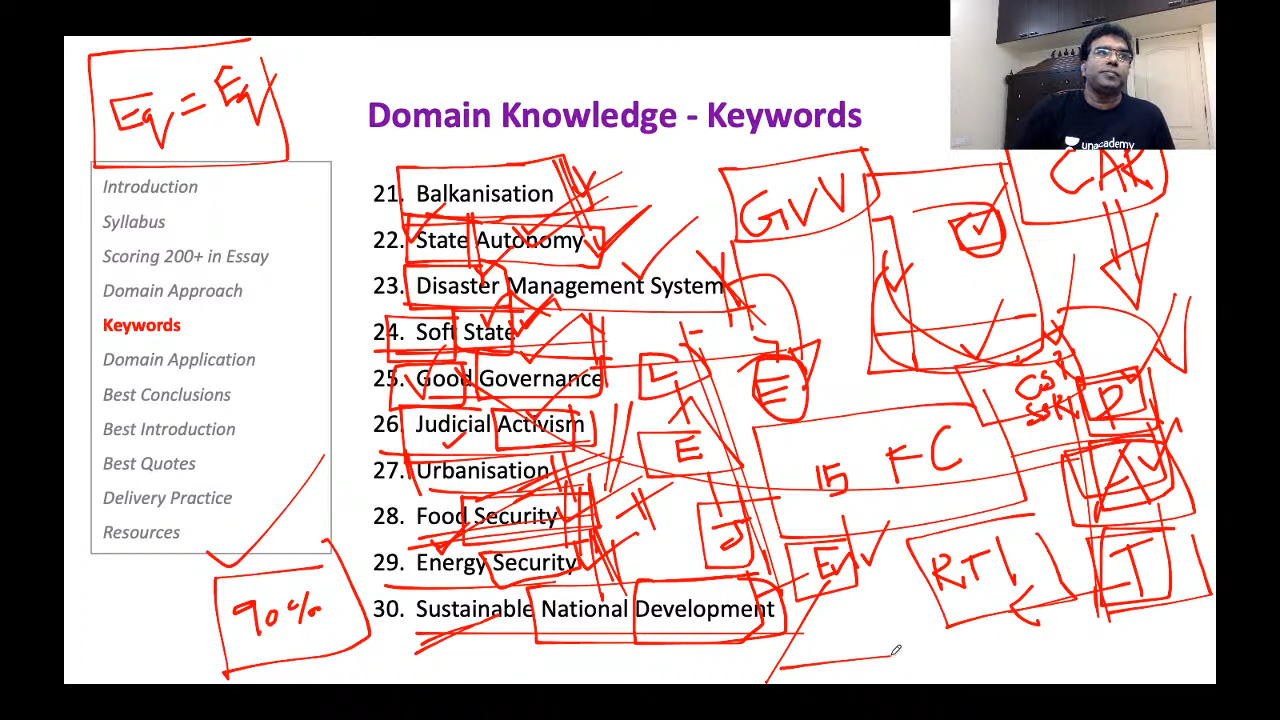 Eq = Eq
Domain Knowledge - Keywords
unacademy
Introduction
Syllabus
Scoring 200+ in Essay
Domain Approach
Keywords
Domain Application
Best Conclusions
Best Introduction
Best Quotes
Delivery Practice
Resources
21. Balkanisation
22. State Autonomy
23. Disaster Management System
24. Soft State
25. Good Governance
26. Judicial Activism
27. Urbanisation
28. Food Security
29. Energy Security
30. Sustainable National Development
GVV
CAR
L
E
E
J
15 FC
P
A
T
En
RTI
90%